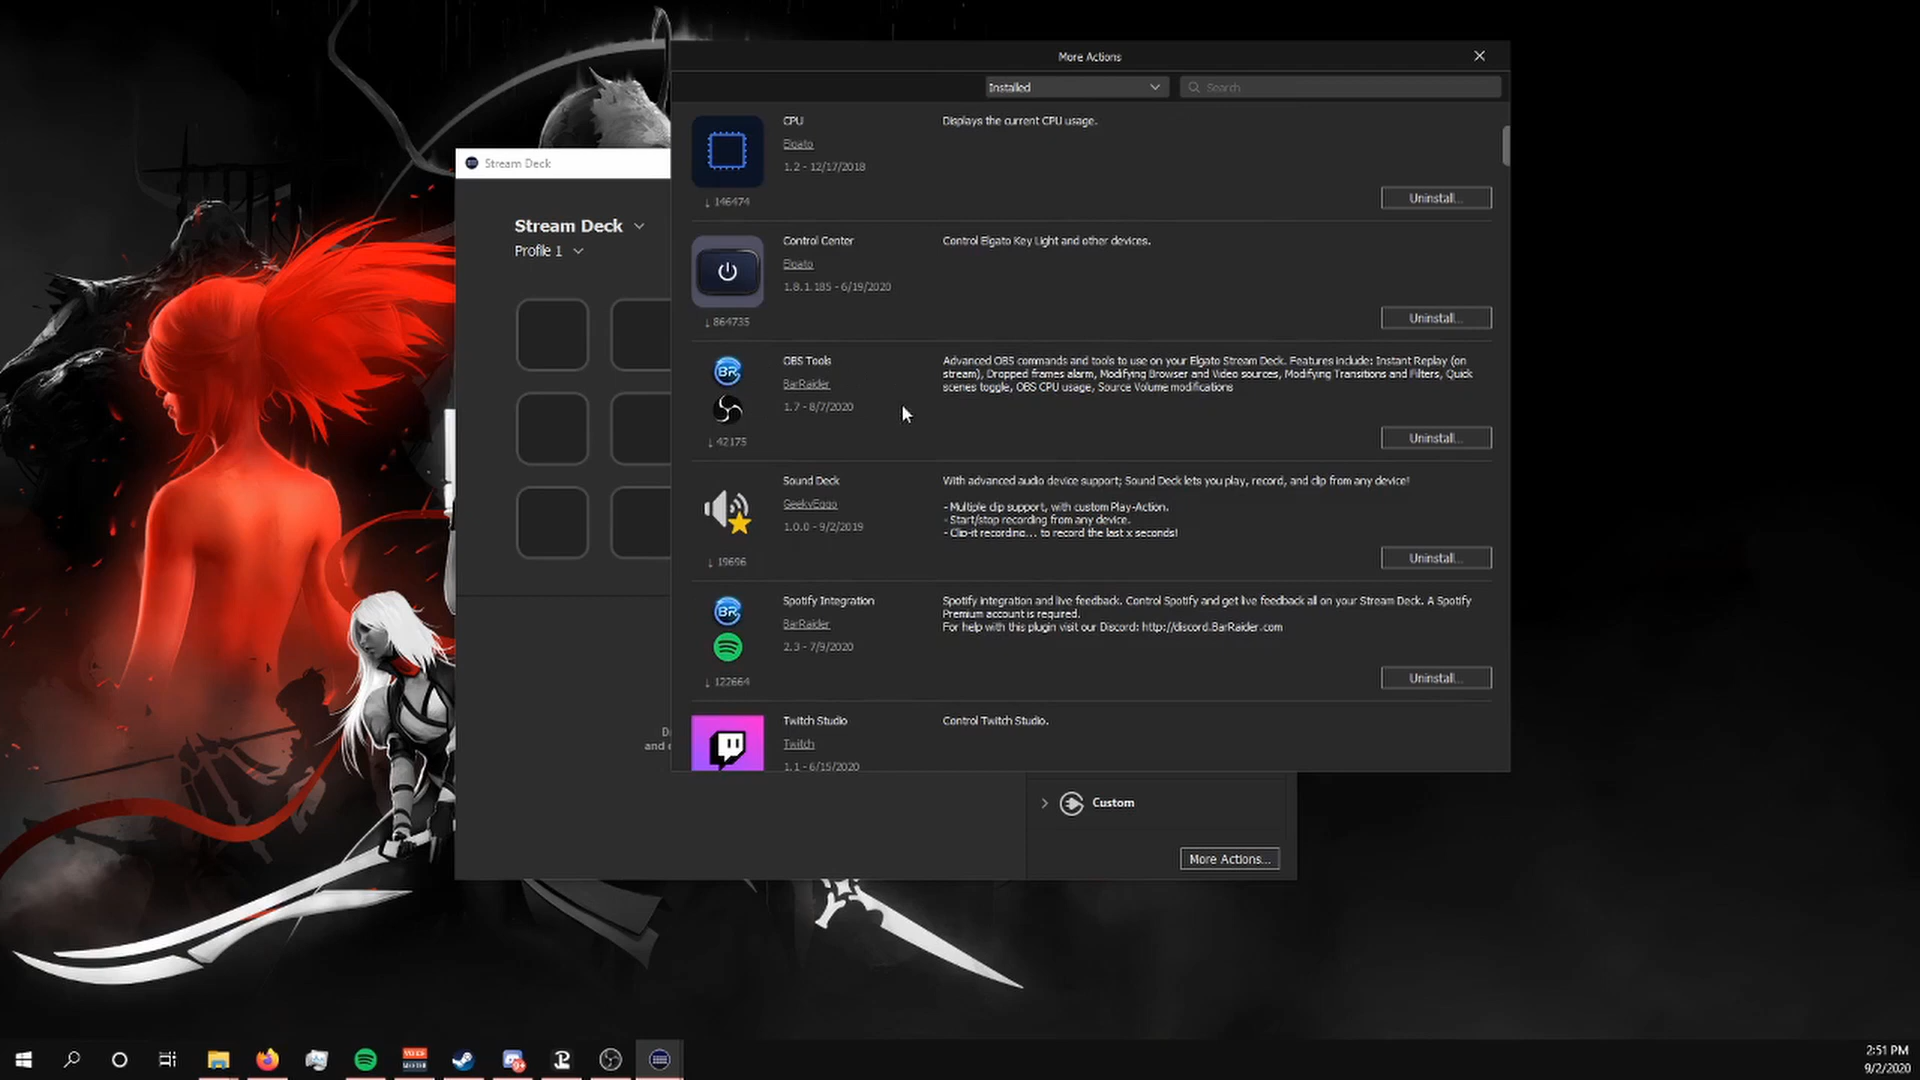 More Actions
Installed
Search
CPU
Displays the current CPU usage.
Elgato
1.2 - 12/17/2018
↓ 146474
Uninstall...
Control Center
Control Elgato Key Light and other devices.
Elgato
1.8.1.185 - 6/19/2020
↓ 864735
Uninstall...
OBS Tools
Advanced OBS commands and tools to use on your Elgato Stream Deck. Features include: Instant Replay (on
stream), Dropped frames alarm, Modifying Browser and Video sources, Modifying Transitions and Filters, Quick
scenes toggle, OBS CPU usage, Source Volume modifications
BR
BarRaider
1.7 - 8/7/2020
↓ 42175
Uninstall...
Sound Deck
With advanced audio device support; Sound Deck lets you play, record, and clip from any device!
GeekyEggo
- Multiple clip support, with custom Play-Action.
- Start/stop recording from any device.
- Clip-it recording... to record the last x seconds!
1.0.0 - 9/2/2019
↓ 19696
Uninstall...
Spotify Integration
Spotify integration and live feedback. Control Spotify and get live feedback all on your Stream Deck. A Spotify
Premium account is required.
For help with this plugin visit our Discord: http://discord.BarRaider.com
BR
BarRaider
2.3 - 7/9/2020
↓ 122664
Uninstall...
Twitch Studio
Control Twitch Studio.
Twitch
1.1 - 6/15/2020
Stream Deck
Stream Deck
Profile 1
D
and
Custom
More Actions...
VOICE
MEETER
9+
2:51 PM
9/2/2020